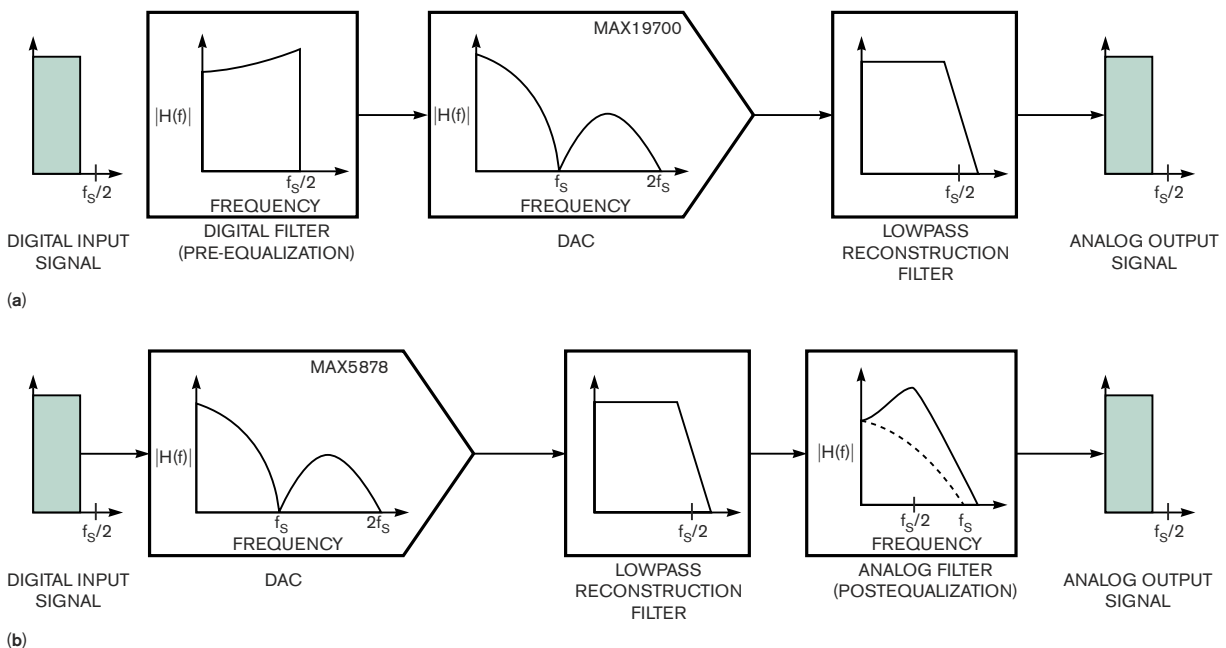 MAX19700
|H(f)|
f_S/2
f_S/2
FREQUENCY
DIGITAL INPUT
SIGNAL
DIGITAL FILTER
(PRE-EQUALIZATION)
|H(f)|
f_S
2f_S
FREQUENCY
DAC
f_S/2
LOWPASS
RECONSTRUCTION
FILTER
f_S/2
ANALOG OUTPUT
SIGNAL
(a)
MAX5878
f_S/2
DIGITAL INPUT
SIGNAL
|H(f)|
f_S
2f_S
FREQUENCY
DAC
f_S/2
LOWPASS
RECONSTRUCTION
FILTER
|H(f)|
f_S/2
f_S
FREQUENCY
ANALOG FILTER
(POSTEQUALIZATION)
f_S/2
ANALOG OUTPUT
SIGNAL
(b)